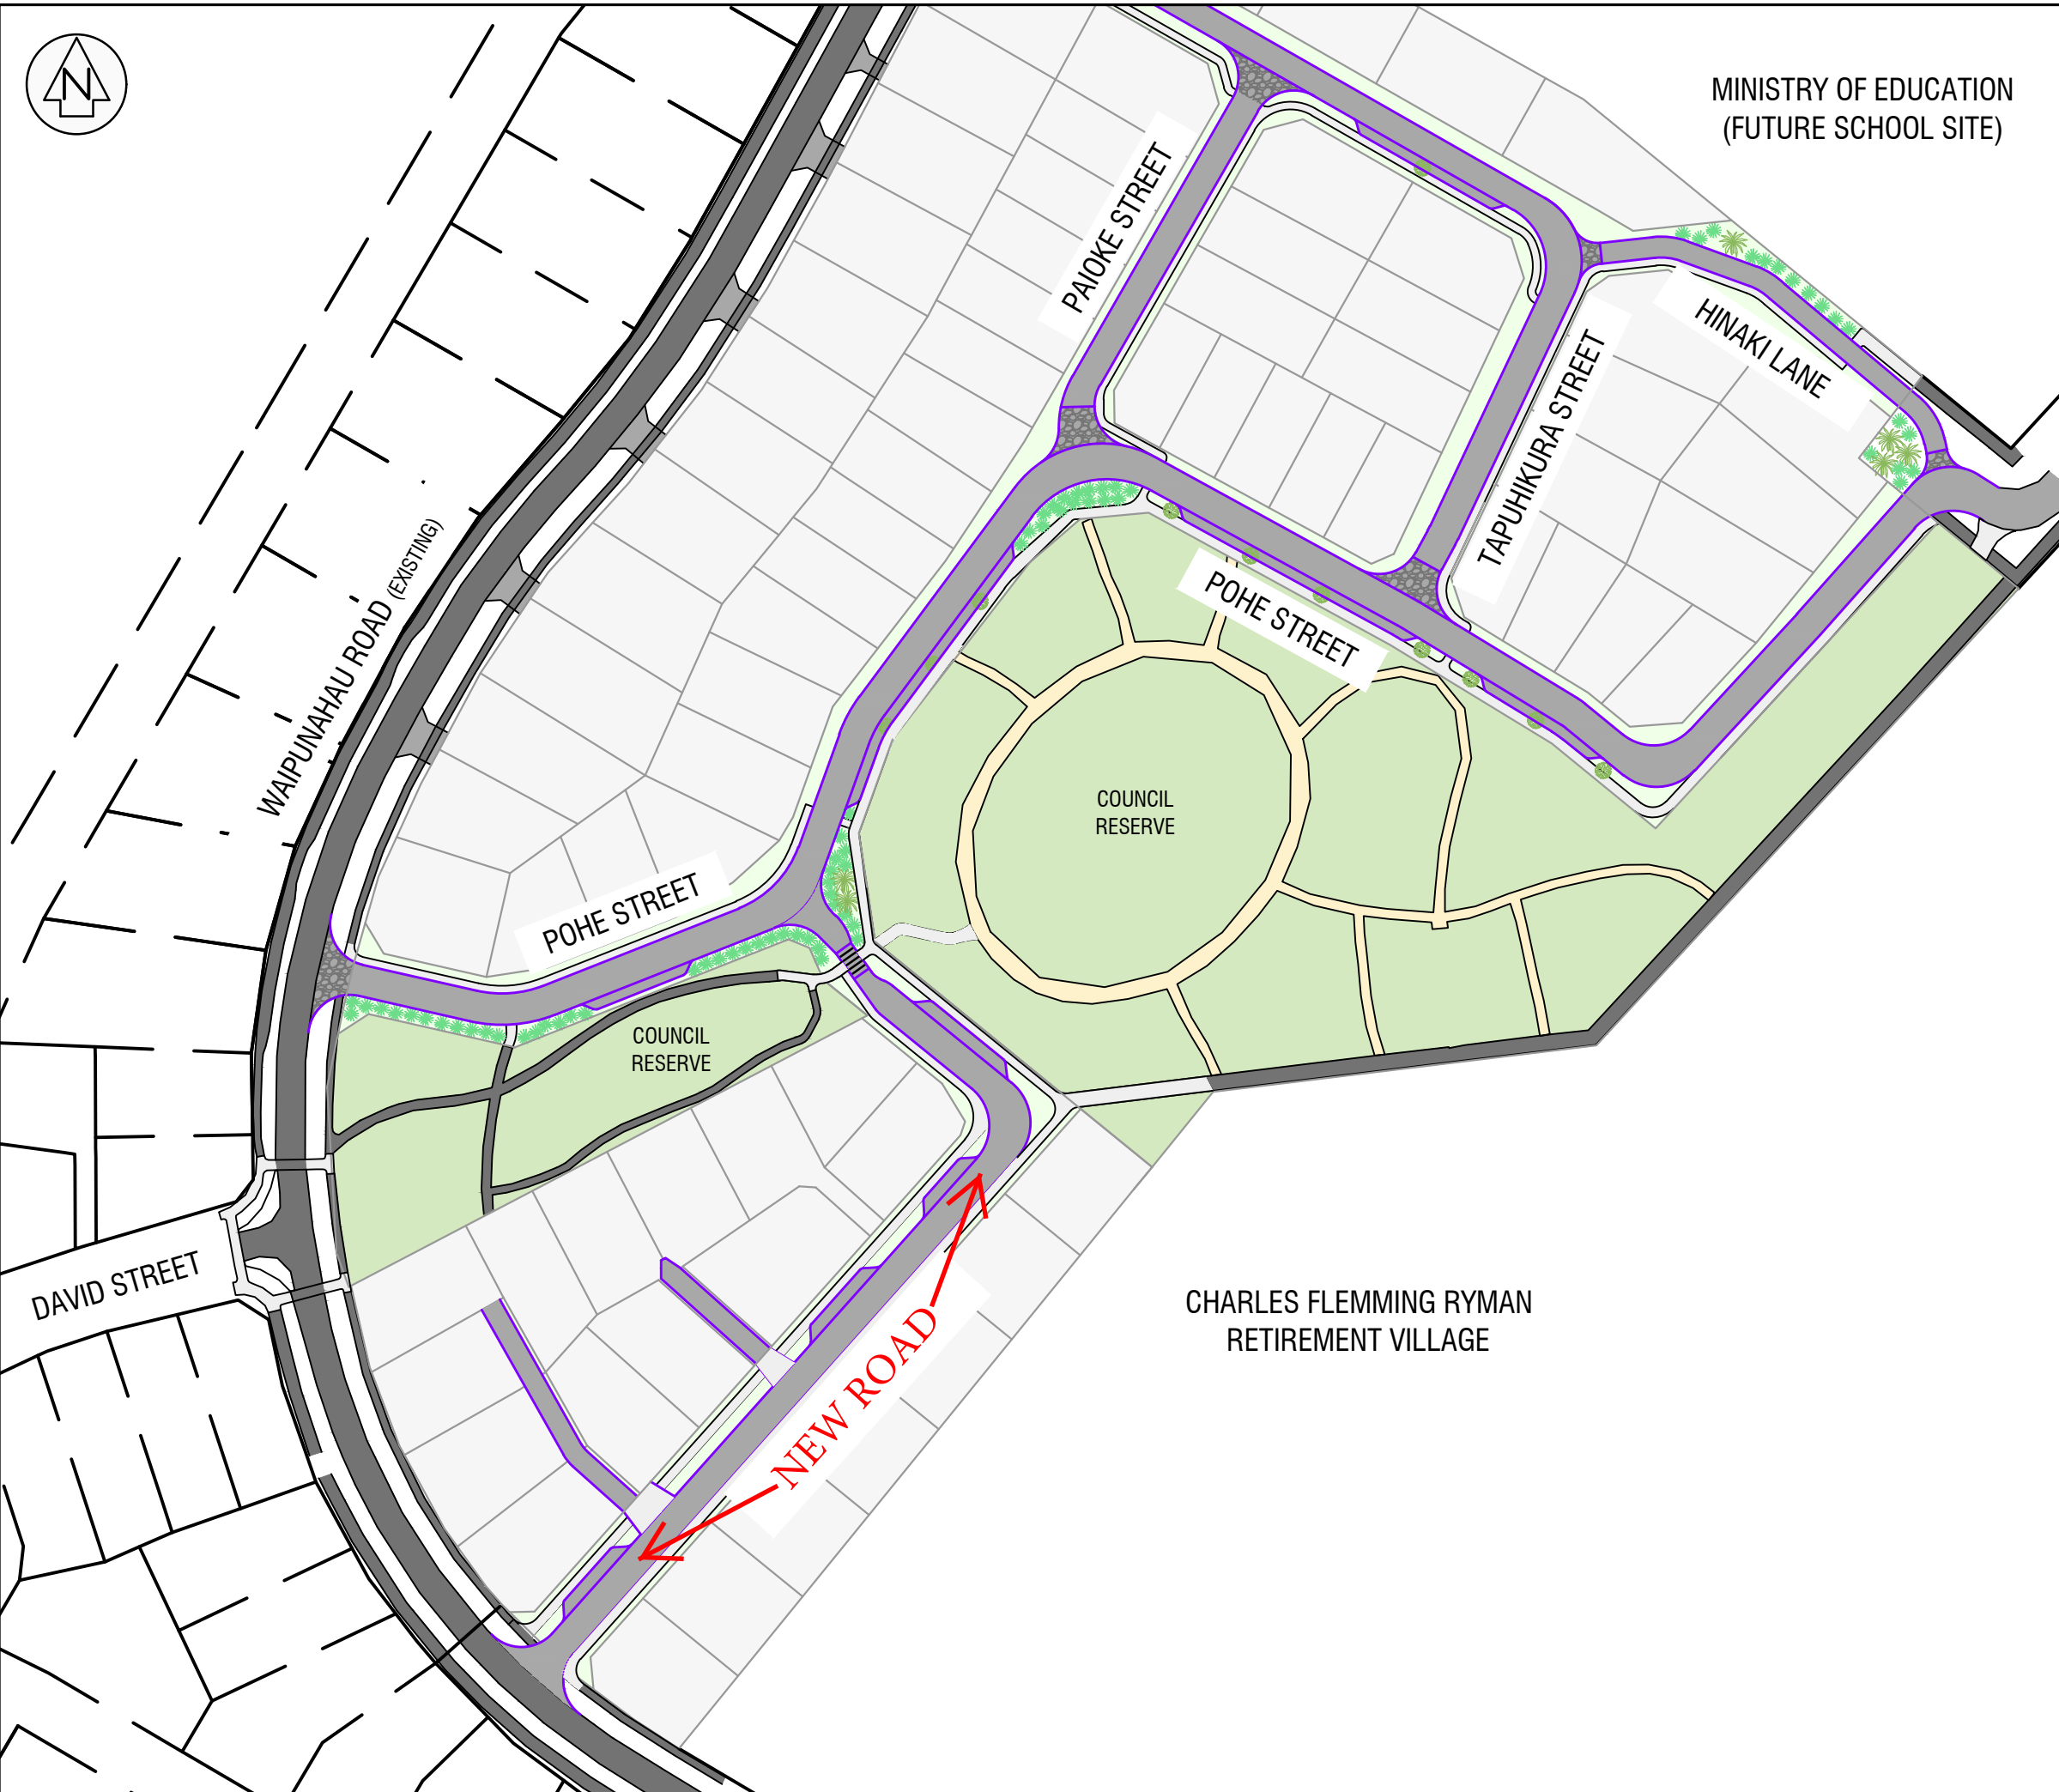 N
MINISTRY OF EDUCATION
(FUTURE SCHOOL SITE)
PAIOKE STREET
HINAKI LANE
TAPUHIKURA STREET
WAIPUNAHAU ROAD (EXISTING)
POHE STREET
COUNCIL
RESERVE
POHE STREET
COUNCIL
RESERVE
DAVID STREET
CHARLES FLEMMING RYMAN
RETIREMENT VILLAGE
NEW ROAD